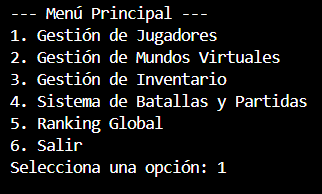 --- Menú Principal ---
1. Gestión de Jugadores
2. Gestión de Mundos Virtuales
3. Gestión de Inventario
4. Sistema de Batallas y Partidas
5. Ranking Global
6. Salir
Selecciona una opción: 1